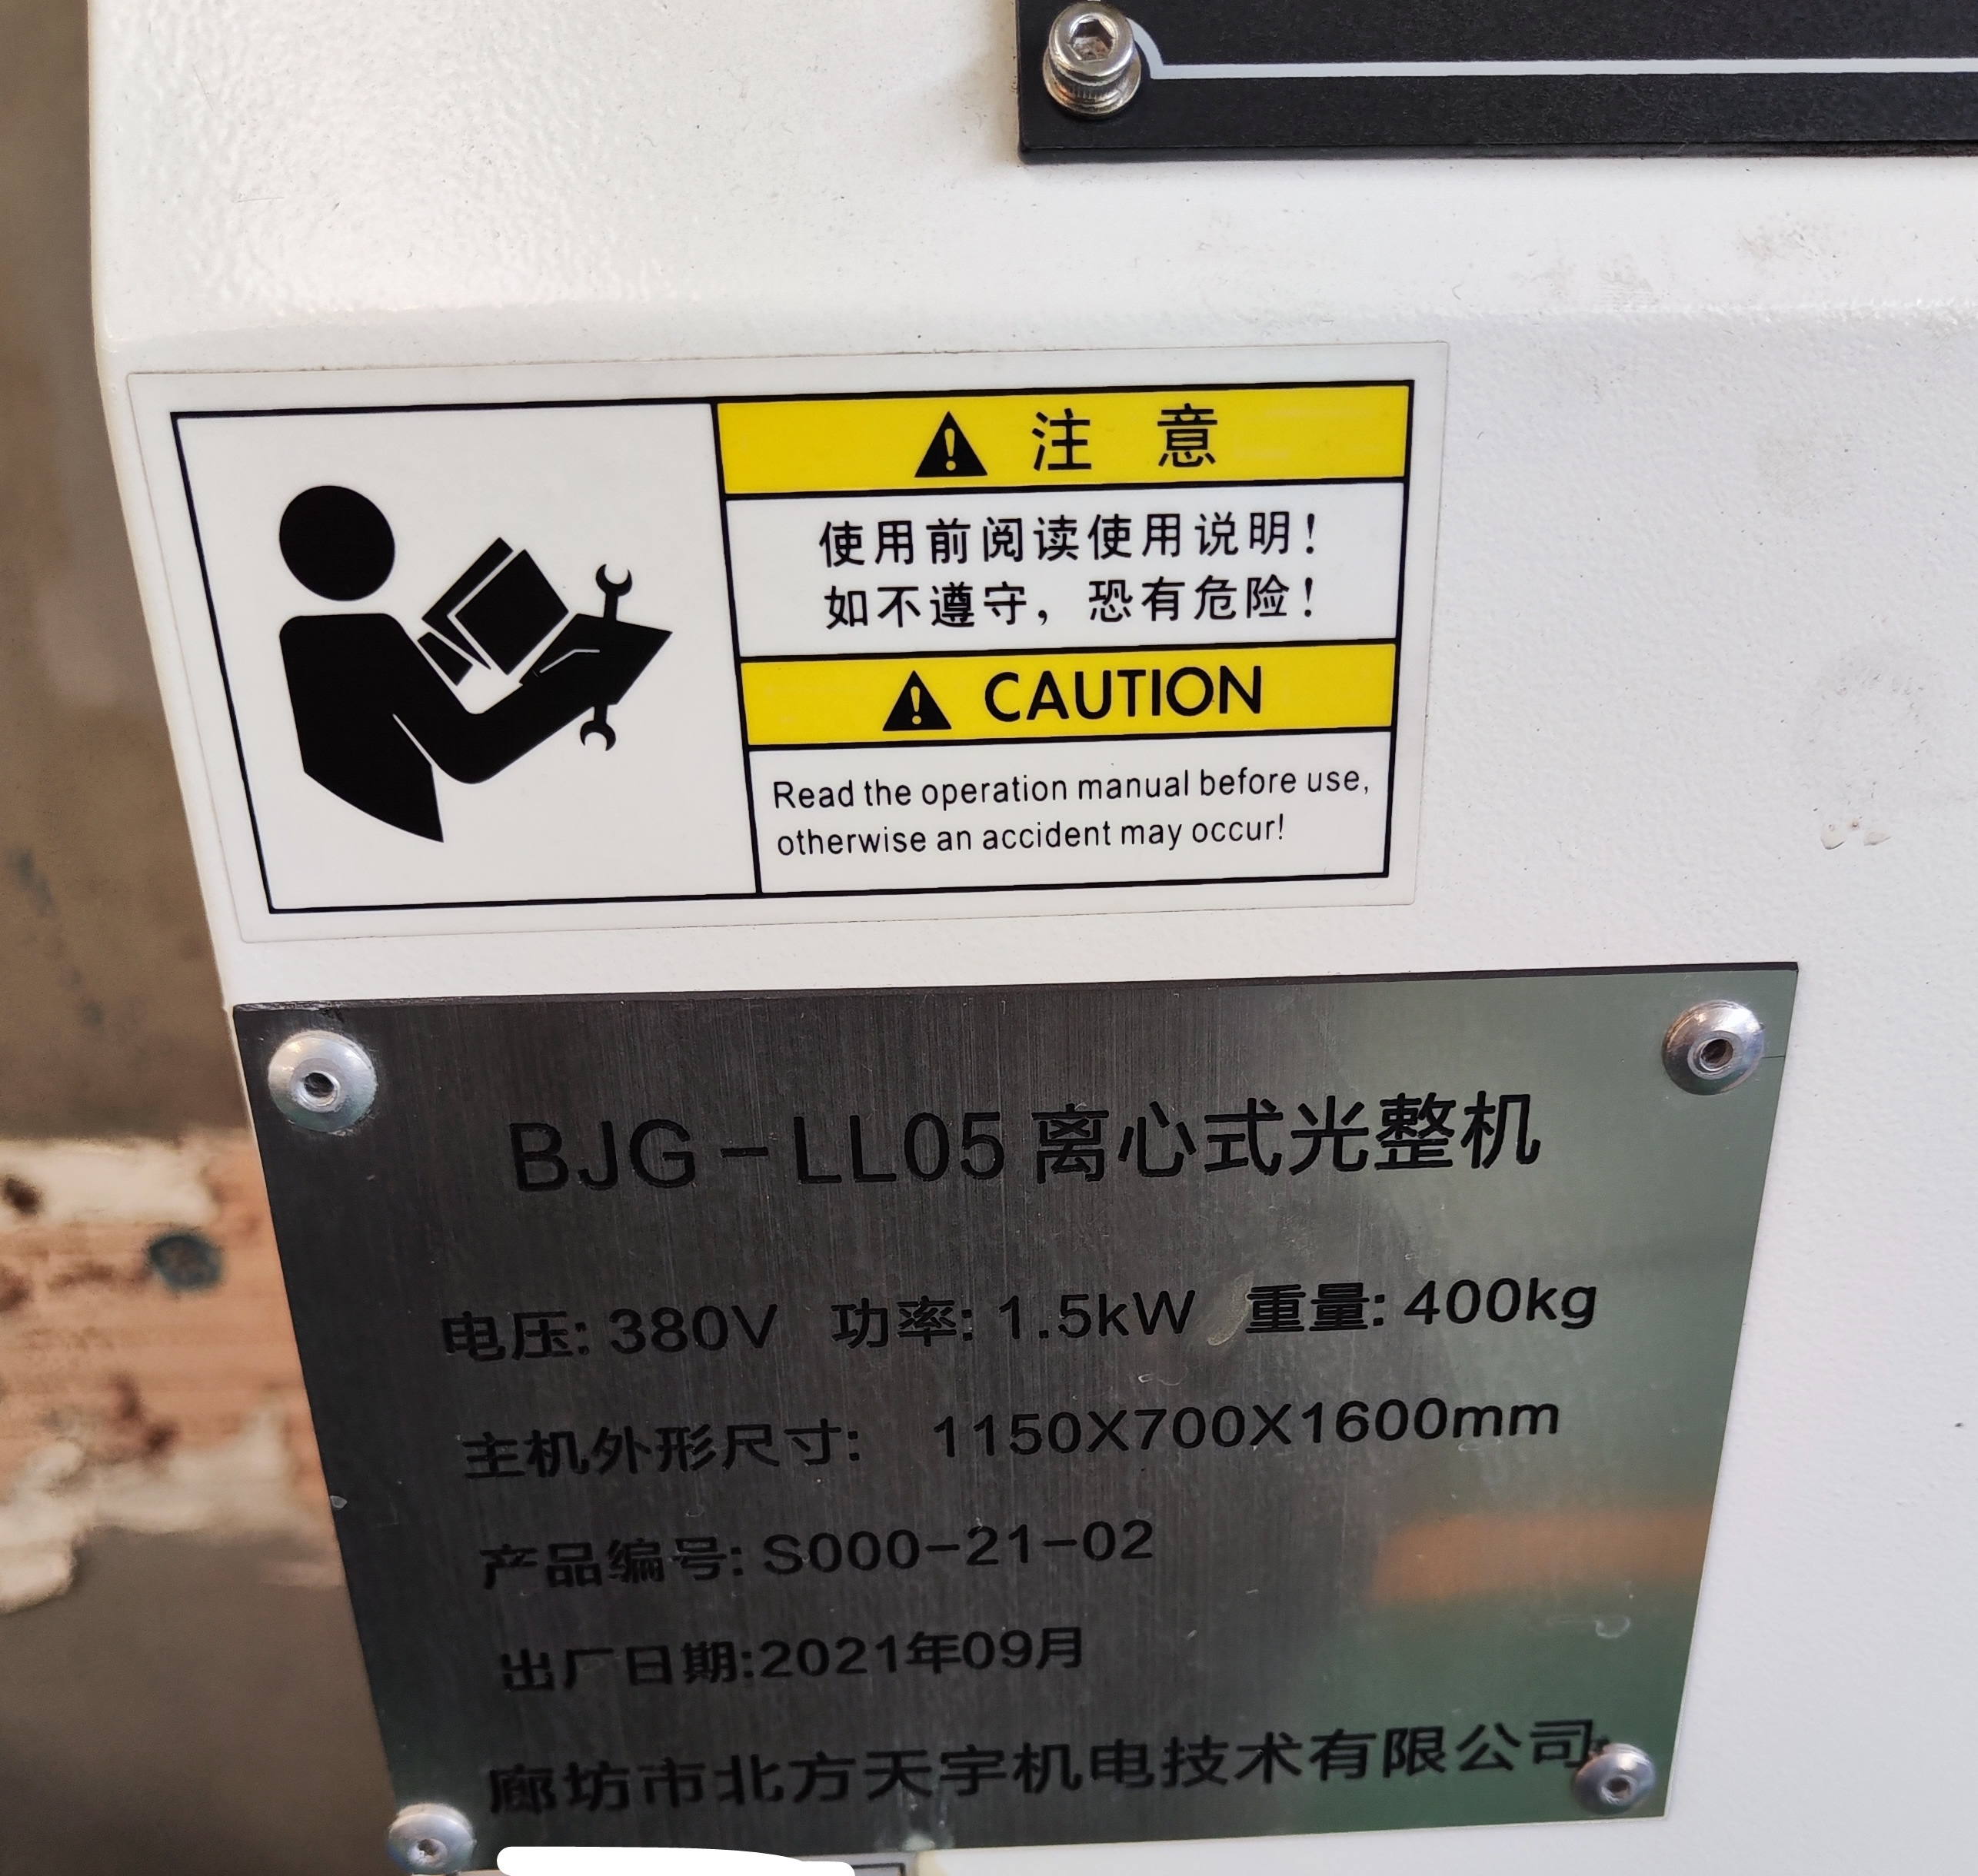 注 意
使用前阅读使用说明！
如不遵守，恐有危险！
CAUTION
Read the operation manual before use,
otherwise an accident may occur!
BJG-LL05离心式光整机
电压: 380V 功率: 1.5kW 重量: 400kg
主机外形尺寸: 1150X700X1600mm
产品编号: S000-21-02
出厂日期:2021年09月
廊坊市北方天宇机电技术有限公司